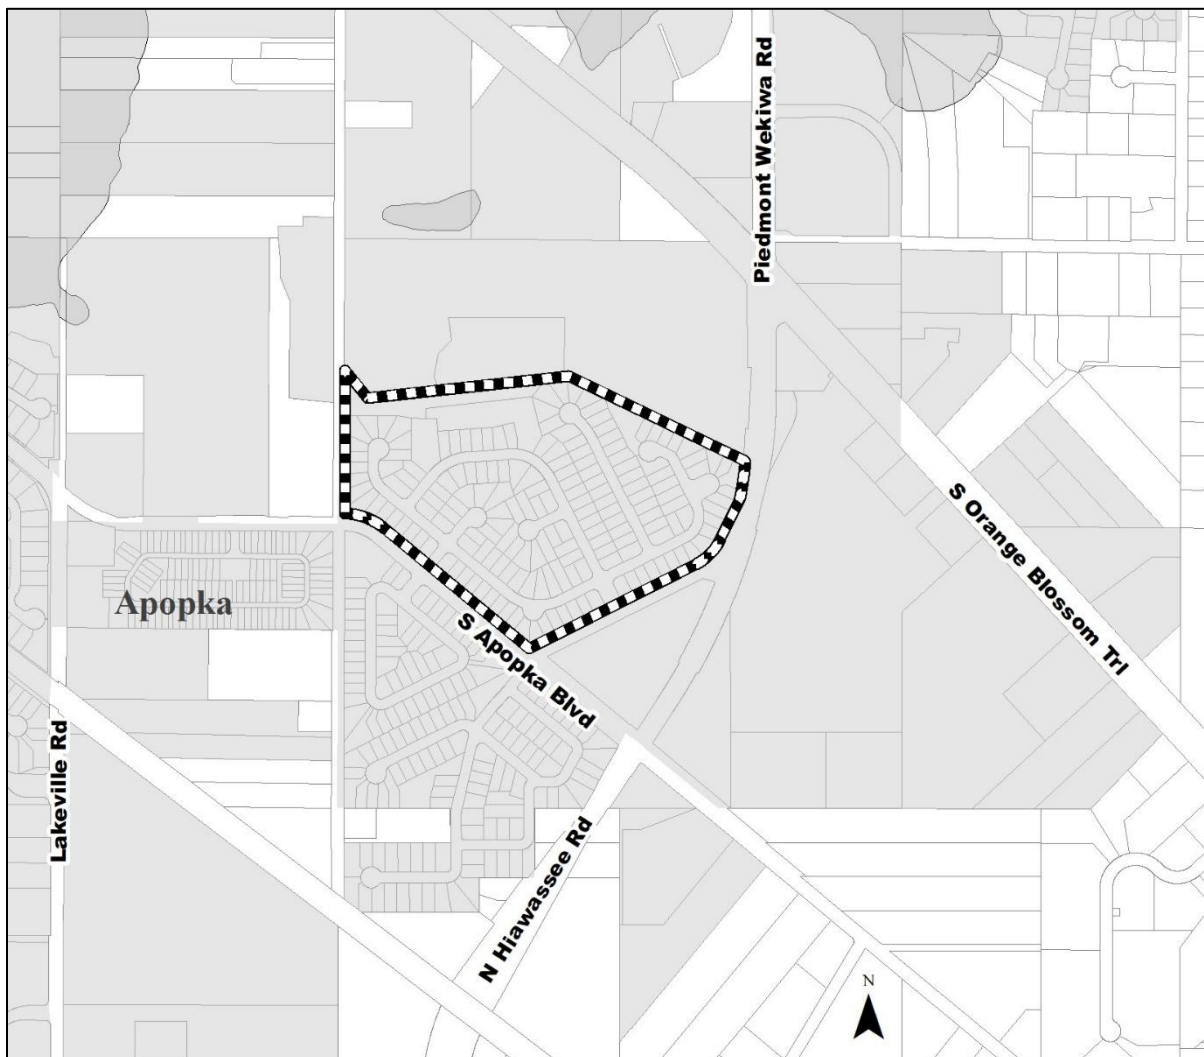 Piedmont Wekiwa Rd
S Orange Blossom Trl
Apopka
S Apopka Blvd
Lakeville Rd
N Hiawassee Rd
N